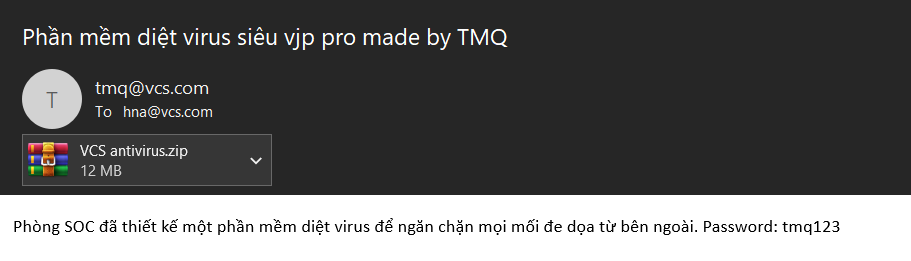 Phần mềm diệt virus siêu vjp pro made by TMQ
T
tmq@vcs.com
To hna@vcs.com
VCS antivirus.zip
12 MB
Phòng SOC đã thiết kế một phần mềm diệt virus để ngăn chặn mọi mối đe dọa từ bên ngoài. Password: tmq123